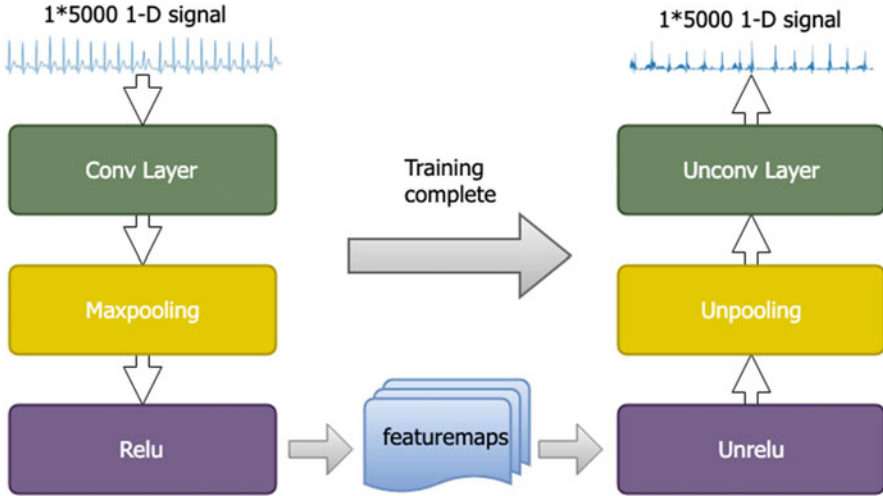 1*5000 1-D signal
Conv Layer
Maxpooling
Relu
Training
complete
featuremaps
1*5000 1-D signal
Unconv Layer
Unpooling
Unrelu